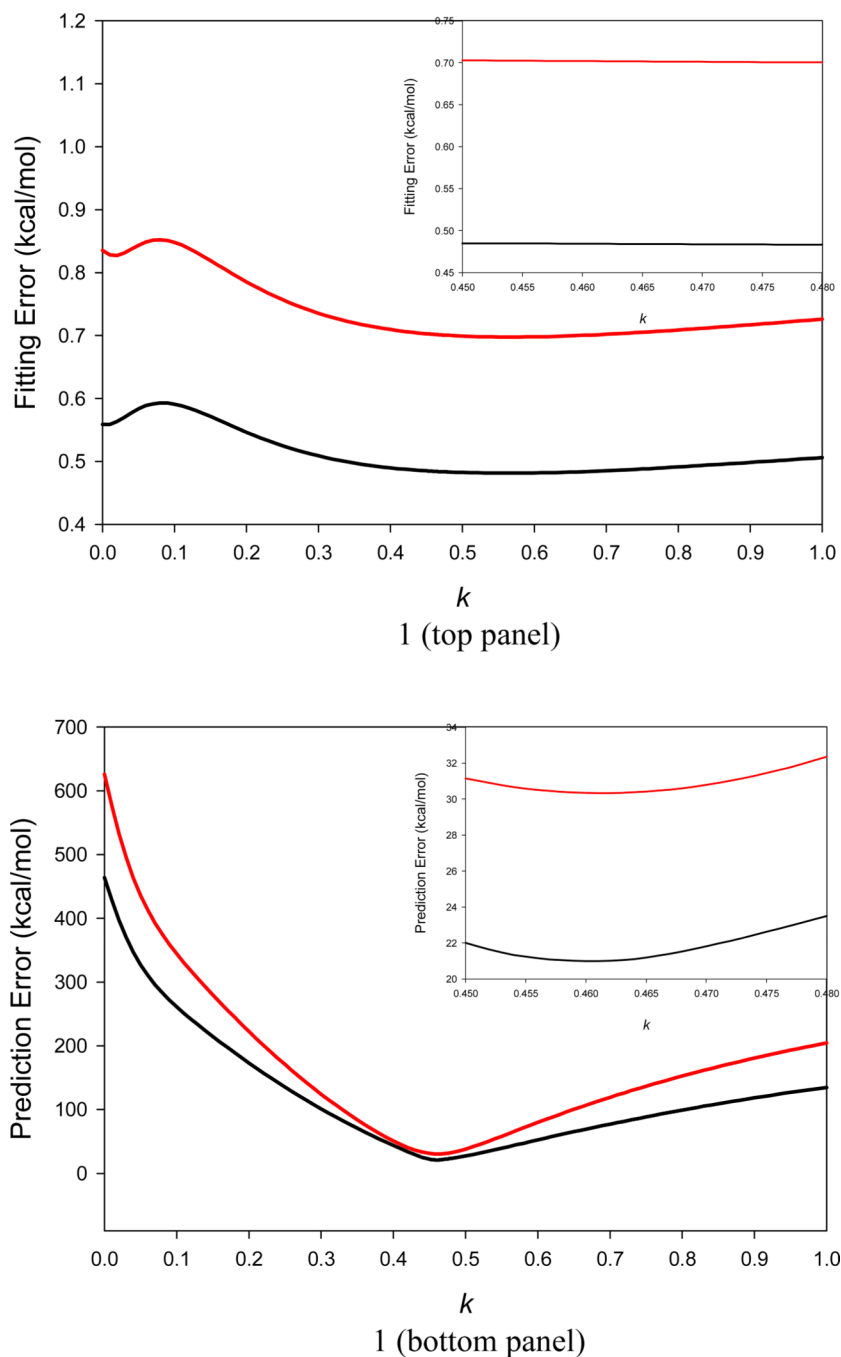 1.2
1.1
1.0
0.9
0.8
0.7
0.6
0.5
0.4
Fitting Error (kcal/mol)
0.0 0.1 0.2 0.3 0.4 0.5 0.6 0.7 0.8 0.9 1.0
k
0.75
0.70
0.65
0.60
0.55
0.50
0.45
Fitting Error (kcal/mol)
0.450 0.455 0.460 0.465 0.470 0.475 0.480
k
1 (top panel)
700
600
500
400
300
200
100
0
Prediction Error (kcal/mol)
0.0 0.1 0.2 0.3 0.4 0.5 0.6 0.7 0.8 0.9 1.0
k
34
32
30
28
26
24
22
20
Prediction Error (kcal/mol)
0.450 0.455 0.460 0.465 0.470 0.475 0.480
k
1 (bottom panel)